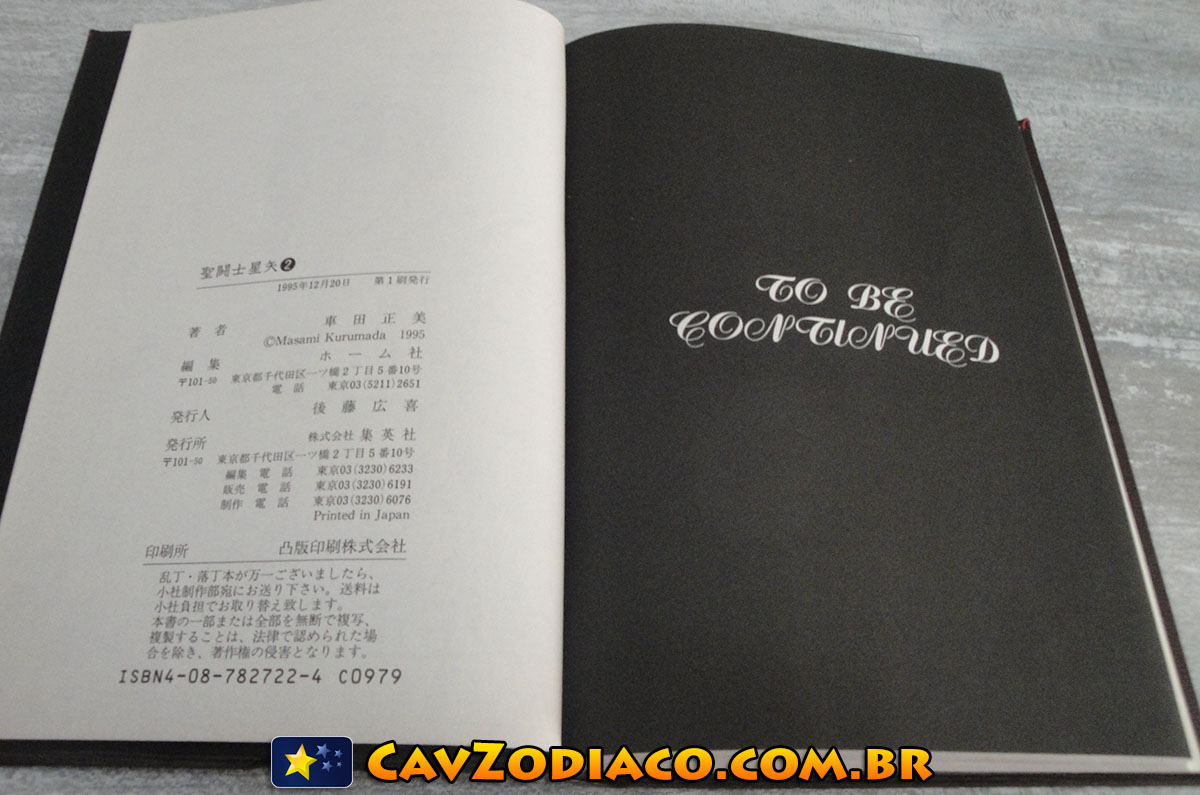 聖闘士星矢❷
1995年12月20日 第1刷発行
著者 車田正美
©Masami Kurumada 1995
編集 ホーム社
〒101-50 東京都千代田区一ツ橋2丁目5番10号
電話 東京03(5211)2651
発行人 後藤広喜
発行所 株式会社 集英社
〒101-50 東京都千代田区一ツ橋2丁目5番10号
編集 電話 東京03(3230)6233
販売 電話 東京03(3230)6191
制作 電話 東京03(3230)6076
Printed in Japan
印刷所 凸版印刷株式会社
乱丁・落丁本が万一ございましたら、
小社制作部宛にお送り下さい。送料は
小社負担でお取り替え致します。
本書の一部または全部を無断で複写、
複製することは、法律で認められた場
合を除き、著作権の侵害となります。
ISBN4-08-782722-4 C0979
TO BE
CONTINUED
CavZodiaco.com.br